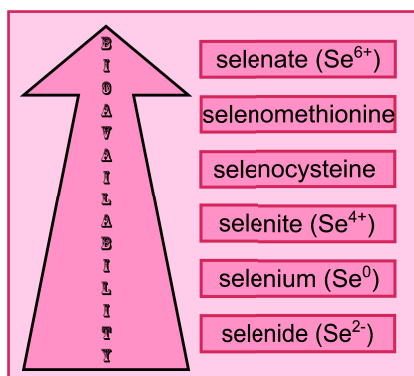 BIOAVAILABILITY
selenate (Se⁶⁺)
selenomethionine
selenocysteine
selenite (Se⁴⁺)
selenium (Se⁰)
selenide (Se²⁻)